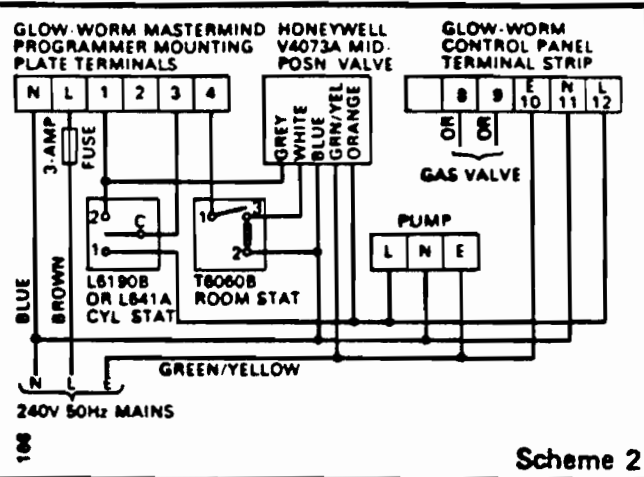 GLOW-WORM MASTERMIND
PROGRAMMER MOUNTING
PLATE TERMINALS
HONEYWELL
V4073A MID-
POSN VALVE
GLOW-WORM
CONTROL PANEL
TERMINAL STRIP
N L 1 2 3 4
8 9 E 10 N 11 L 12
3-AMP
FUSE
GREY
WHITE
BLUE
GRN/YEL
ORANGE
OR
OR
GAS VALVE
2
C
1
1
3
2
PUMP
L N E
L6190B
OR L641A
CYL STAT
T6060B
ROOM STAT
BLUE
BROWN
GREEN/YELLOW
N L E
240V 50Hz MAINS
166
Scheme 2